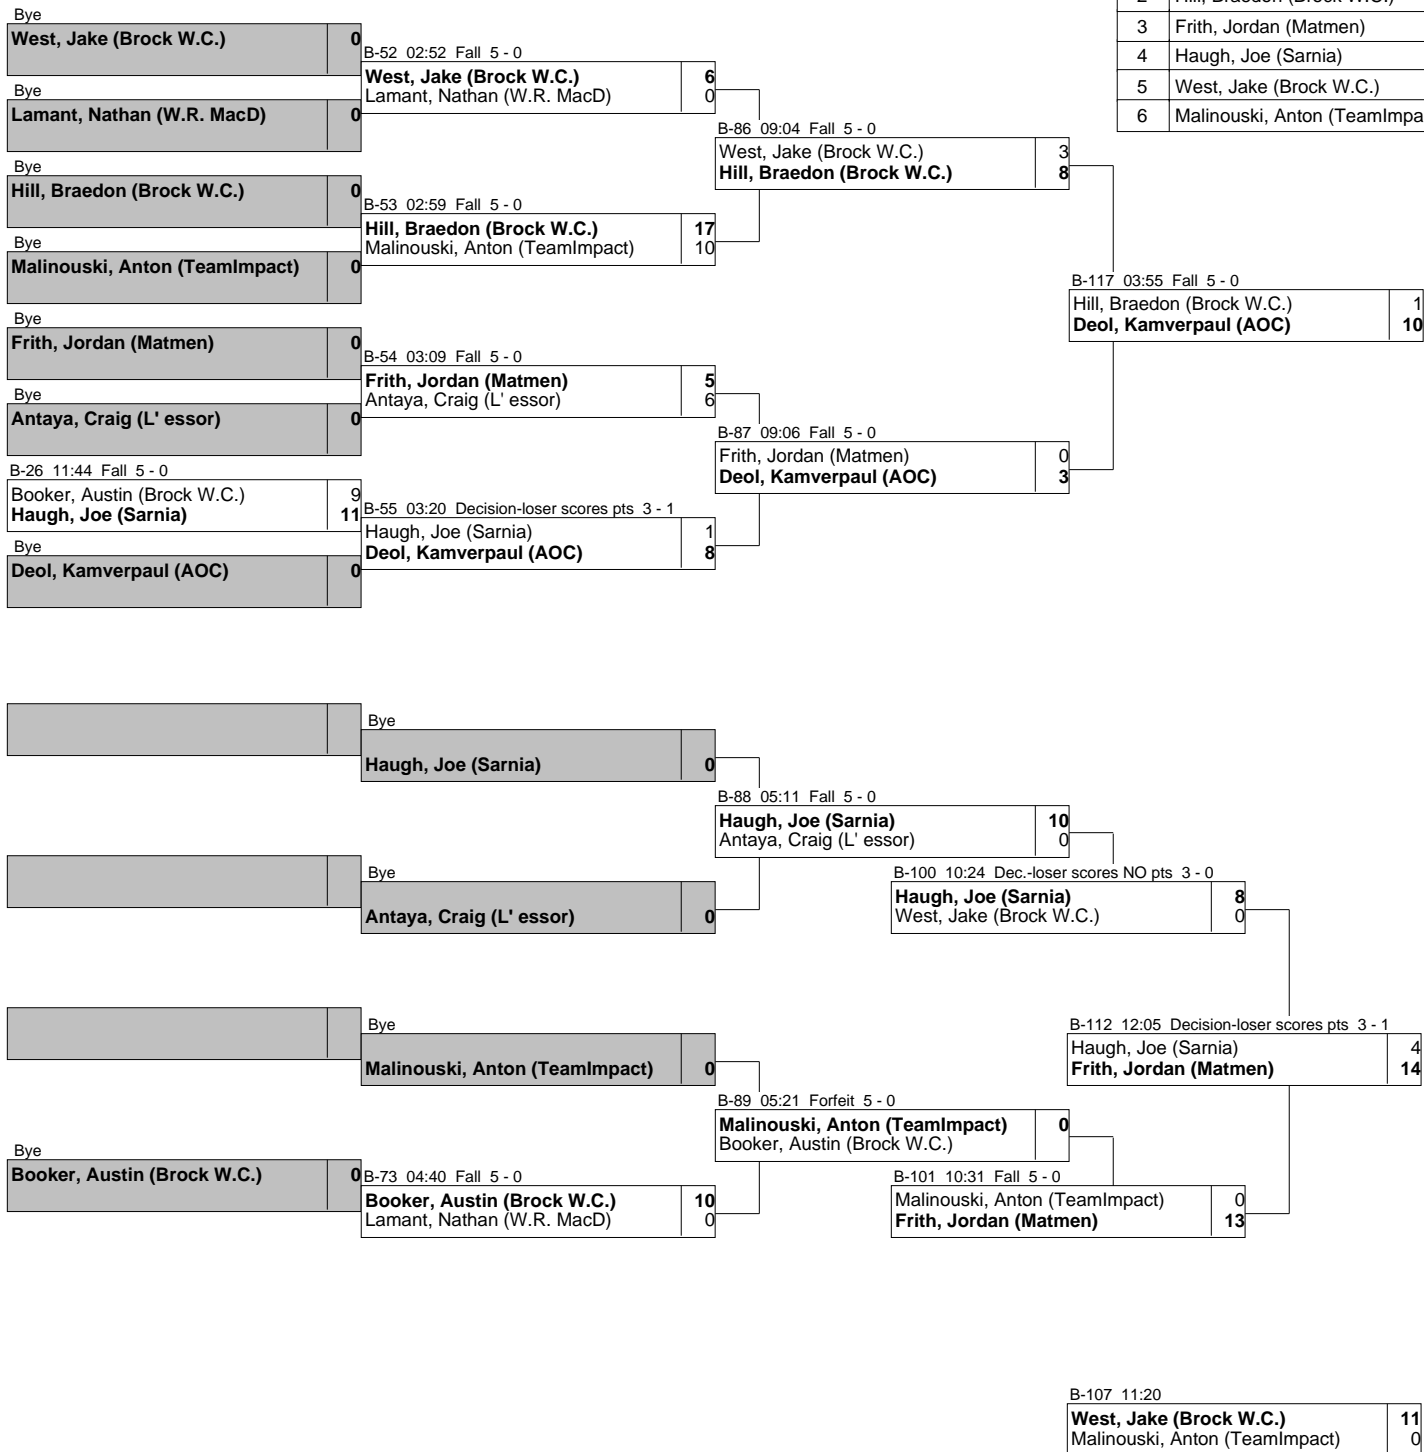 2 Hill, Braedon (Brock W.C.)
3 Frith, Jordan (Matmen)
4 Haugh, Joe (Sarnia)
5 West, Jake (Brock W.C.)
6 Malinouski, Anton (TeamImpa
Bye
West, Jake (Brock W.C.) 0
Bye
Lamant, Nathan (W.R. MacD) 0
Bye
Hill, Braedon (Brock W.C.) 0
Bye
Malinouski, Anton (TeamImpact) 0
Bye
Frith, Jordan (Matmen) 0
Bye
Antaya, Craig (L' essor) 0
B-26 11:44 Fall 5 - 0
Booker, Austin (Brock W.C.) 9
Haugh, Joe (Sarnia) 11
Bye
Deol, Kamverpaul (AOC) 0
B-52 02:52 Fall 5 - 0
West, Jake (Brock W.C.) 6
Lamant, Nathan (W.R. MacD) 0
B-53 02:59 Fall 5 - 0
Hill, Braedon (Brock W.C.) 17
Malinouski, Anton (TeamImpact) 10
B-54 03:09 Fall 5 - 0
Frith, Jordan (Matmen) 5
Antaya, Craig (L' essor) 6
B-55 03:20 Decision-loser scores pts 3 - 1
Haugh, Joe (Sarnia) 1
Deol, Kamverpaul (AOC) 8
B-86 09:04 Fall 5 - 0
West, Jake (Brock W.C.) 3
Hill, Braedon (Brock W.C.) 8
B-87 09:06 Fall 5 - 0
Frith, Jordan (Matmen) 0
Deol, Kamverpaul (AOC) 3
B-117 03:55 Fall 5 - 0
Hill, Braedon (Brock W.C.) 1
Deol, Kamverpaul (AOC) 10
Bye
Haugh, Joe (Sarnia) 0
Bye
Antaya, Craig (L' essor) 0
Bye
Malinouski, Anton (TeamImpact) 0
Bye
Booker, Austin (Brock W.C.) 0
B-73 04:40 Fall 5 - 0
Booker, Austin (Brock W.C.) 10
Lamant, Nathan (W.R. MacD) 0
B-88 05:11 Fall 5 - 0
Haugh, Joe (Sarnia) 10
Antaya, Craig (L' essor) 0
B-89 05:21 Forfeit 5 - 0
Malinouski, Anton (TeamImpact) 0
Booker, Austin (Brock W.C.)
B-100 10:24 Dec.-loser scores NO pts 3 - 0
Haugh, Joe (Sarnia) 8
West, Jake (Brock W.C.) 0
B-101 10:31 Fall 5 - 0
Malinouski, Anton (TeamImpact) 0
Frith, Jordan (Matmen) 13
B-112 12:05 Decision-loser scores pts 3 - 1
Haugh, Joe (Sarnia) 4
Frith, Jordan (Matmen) 14
B-107 11:20
West, Jake (Brock W.C.) 11
Malinouski, Anton (TeamImpact) 0